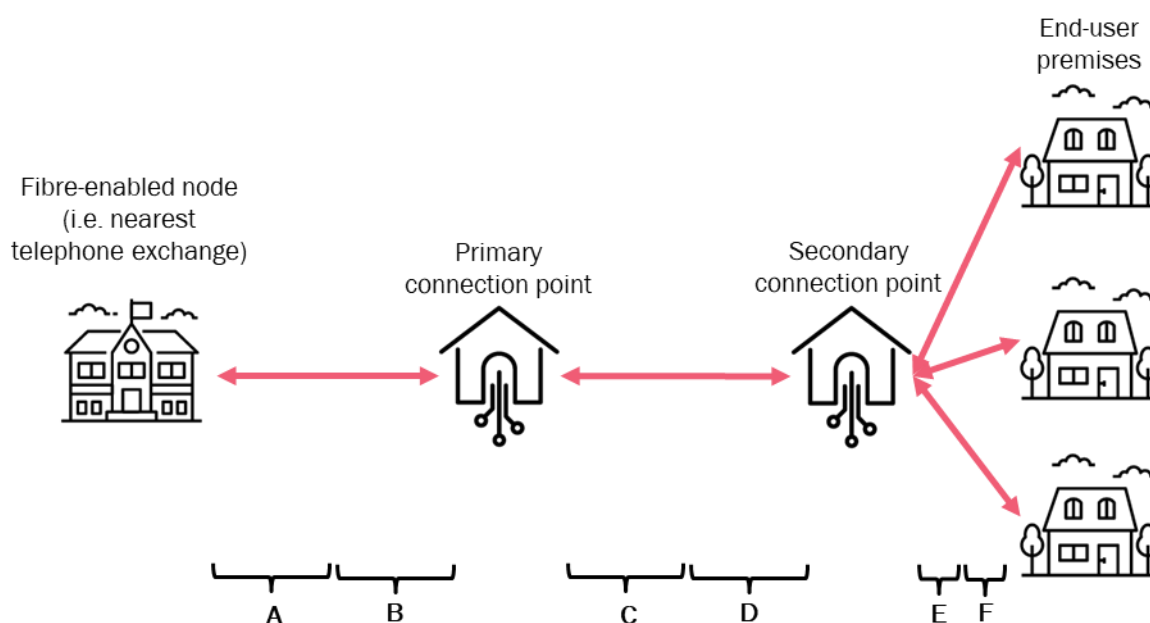 End-user
premises
Fibre-enabled node
(i.e. nearest
telephone exchange)
Primary
connection point
Secondary
connection point
A
B
C
D
E
F